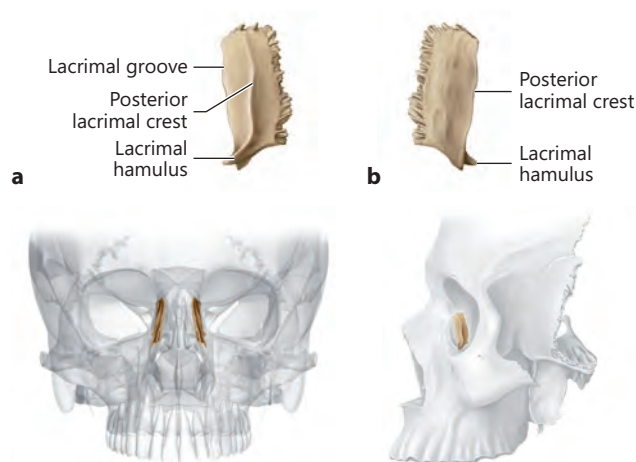 Lacrimal groove
Posterior
lacrimal crest
Lacrimal
hamulus
a
Posterior
lacrimal crest
Lacrimal
hamulus
b